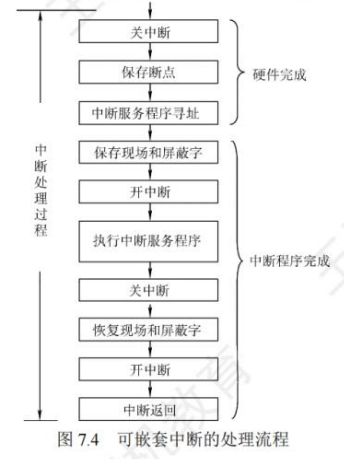 关中断
保存断点
硬件完成
中断服务程序寻址
保存现场和屏蔽字
开中断
执行中断服务程序
关中断
恢复现场和屏蔽字
开中断
中断返回
中断处理过程
中断程序完成
图 7.4 可嵌套中断的处理流程
机教育